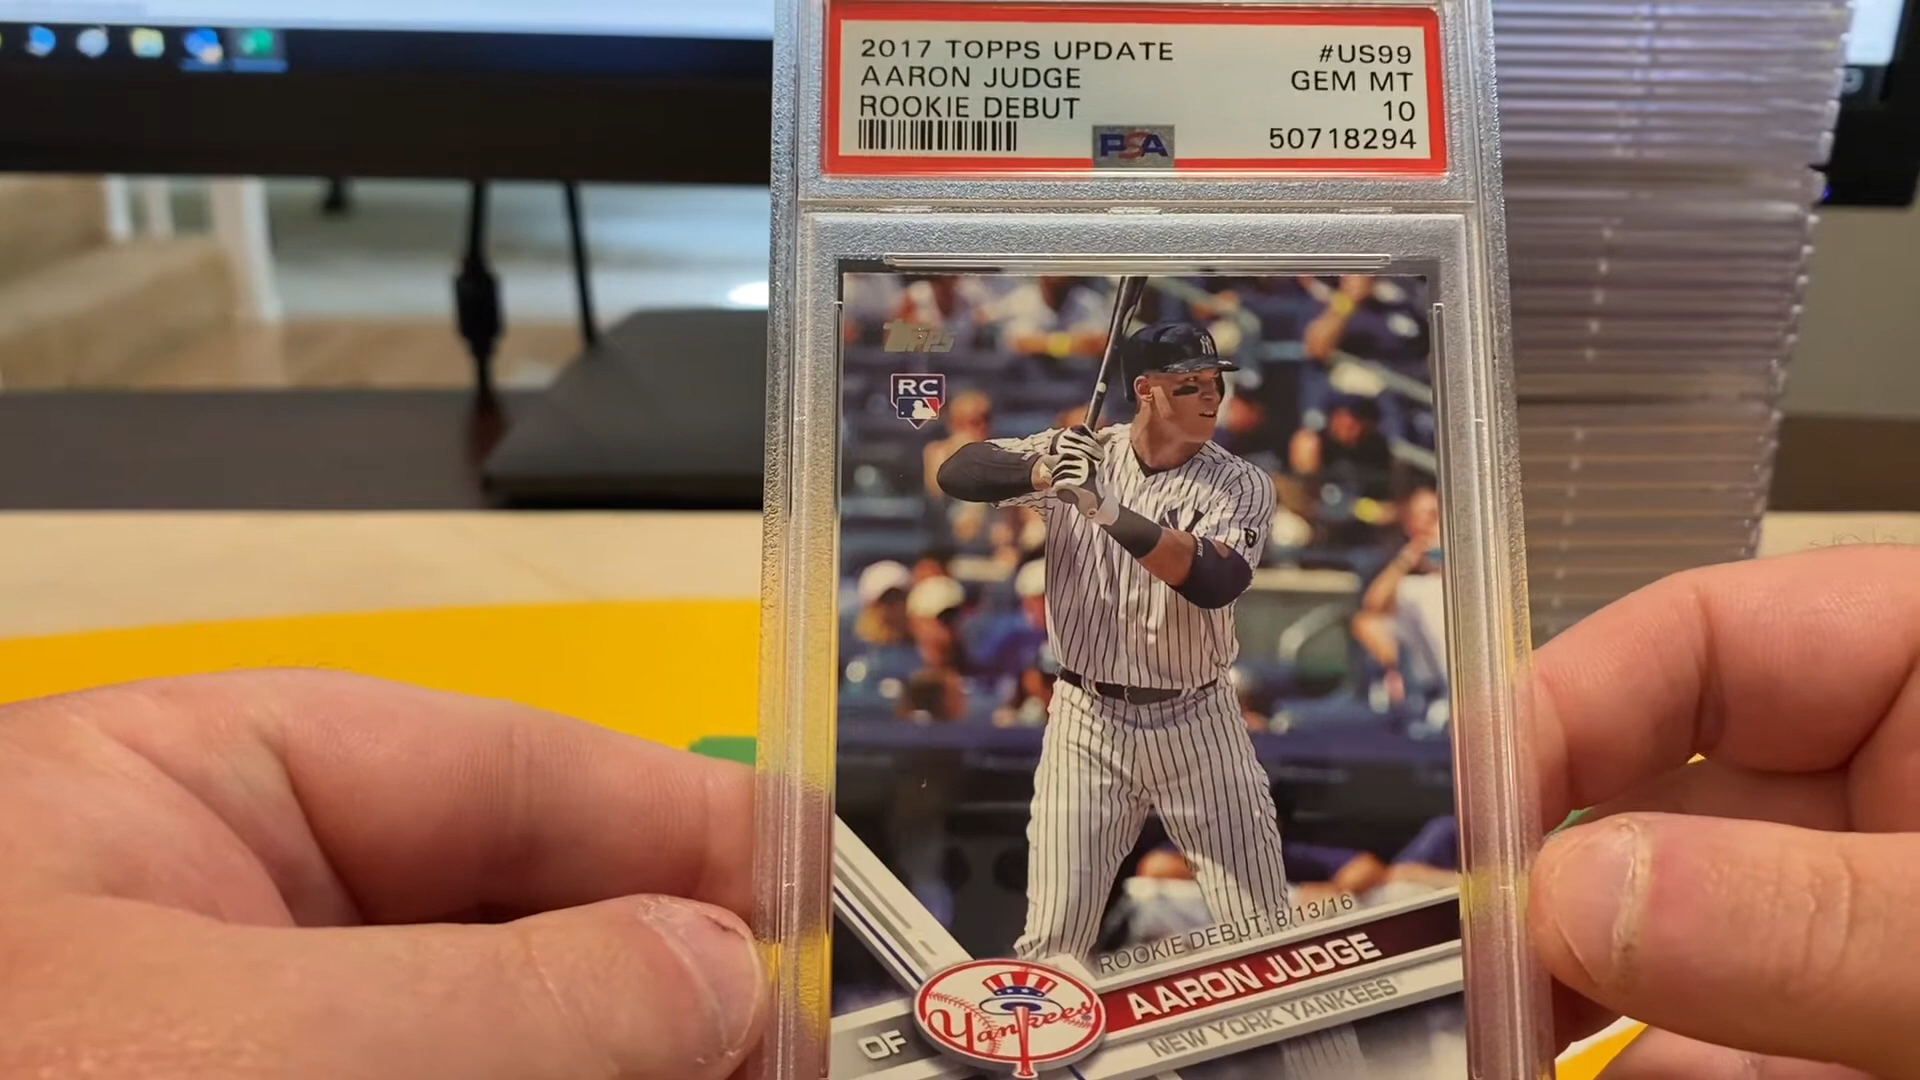 2017 TOPPS UPDATE #US99
AARON JUDGE GEM MT
ROOKIE DEBUT 10
PSA 50718294
TOPPS
RC
NY
ROOKIE DEBUT: 8/13/16
AARON JUDGE
NEW YORK YANKEES
OF
Yankees